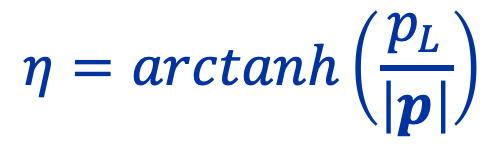 η = arctanh (p_L / |p|)